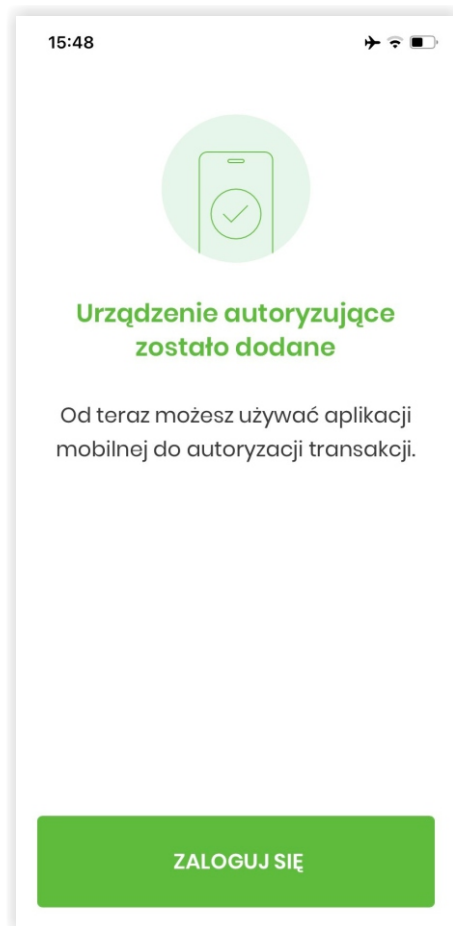 15:48
Urządzenie autoryzujące
zostało dodane
Od teraz możesz używać aplikacji
mobilnej do autoryzacji transakcji.
ZALOGUJ SIĘ